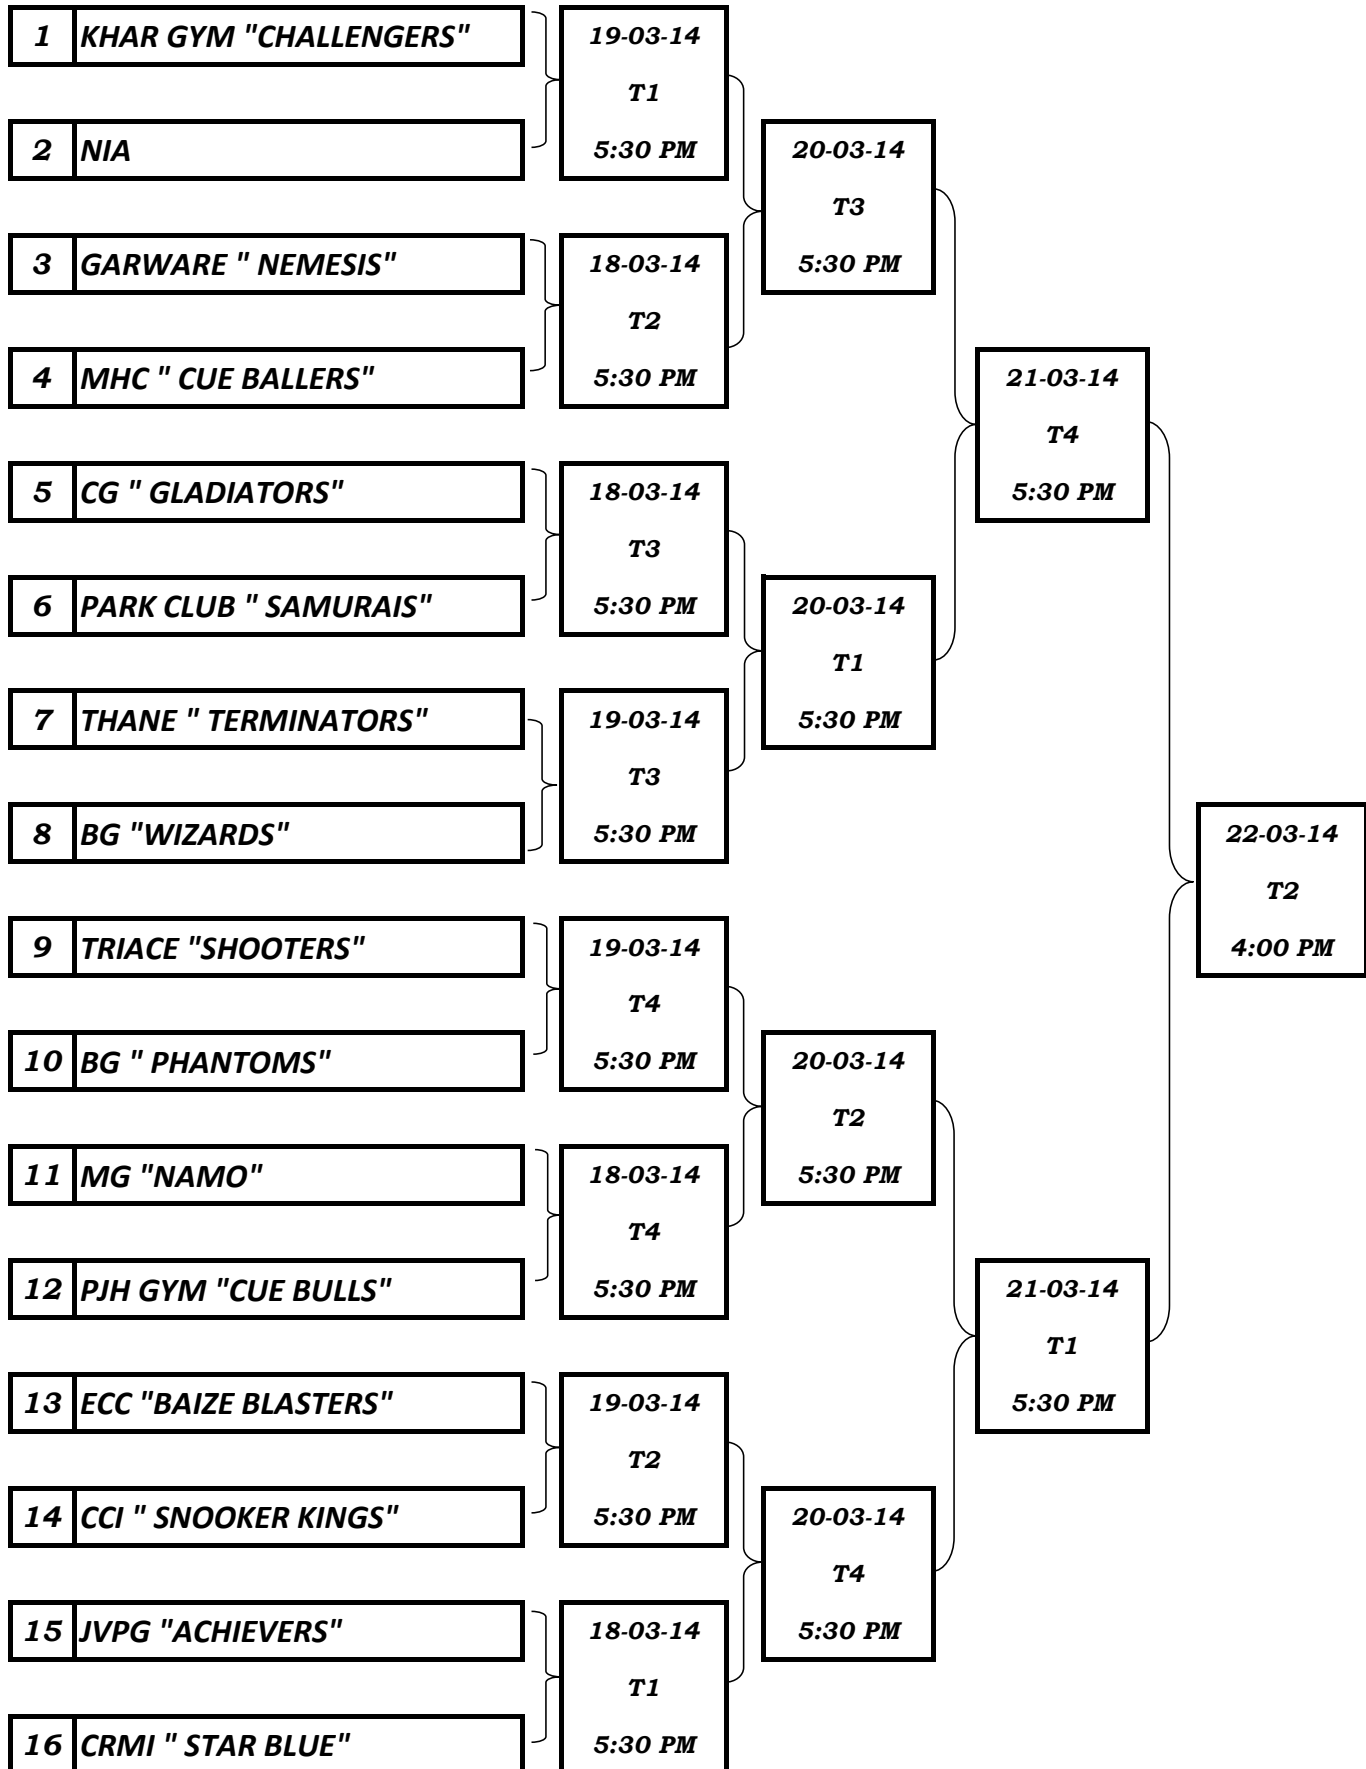 1 KHAR GYM "CHALLENGERS"
19-03-14
T1
5:30 PM
2 NIA
20-03-14
T3
5:30 PM
3 GARWARE " NEMESIS"
18-03-14
T2
5:30 PM
4 MHC " CUE BALLERS"
21-03-14
T4
5:30 PM
5 CG " GLADIATORS"
18-03-14
T3
5:30 PM
6 PARK CLUB " SAMURAIS"
20-03-14
T1
5:30 PM
7 THANE " TERMINATORS"
19-03-14
T3
5:30 PM
8 BG "WIZARDS"
22-03-14
T2
4:00 PM
9 TRIACE "SHOOTERS"
19-03-14
T4
5:30 PM
10 BG " PHANTOMS"
20-03-14
T2
5:30 PM
11 MG "NAMO"
18-03-14
T4
5:30 PM
12 PJH GYM "CUE BULLS"
21-03-14
T1
5:30 PM
13 ECC "BAIZE BLASTERS"
19-03-14
T2
5:30 PM
14 CCI " SNOOKER KINGS"
20-03-14
T4
5:30 PM
15 JVPG "ACHIEVERS"
18-03-14
T1
5:30 PM
16 CRMI " STAR BLUE"